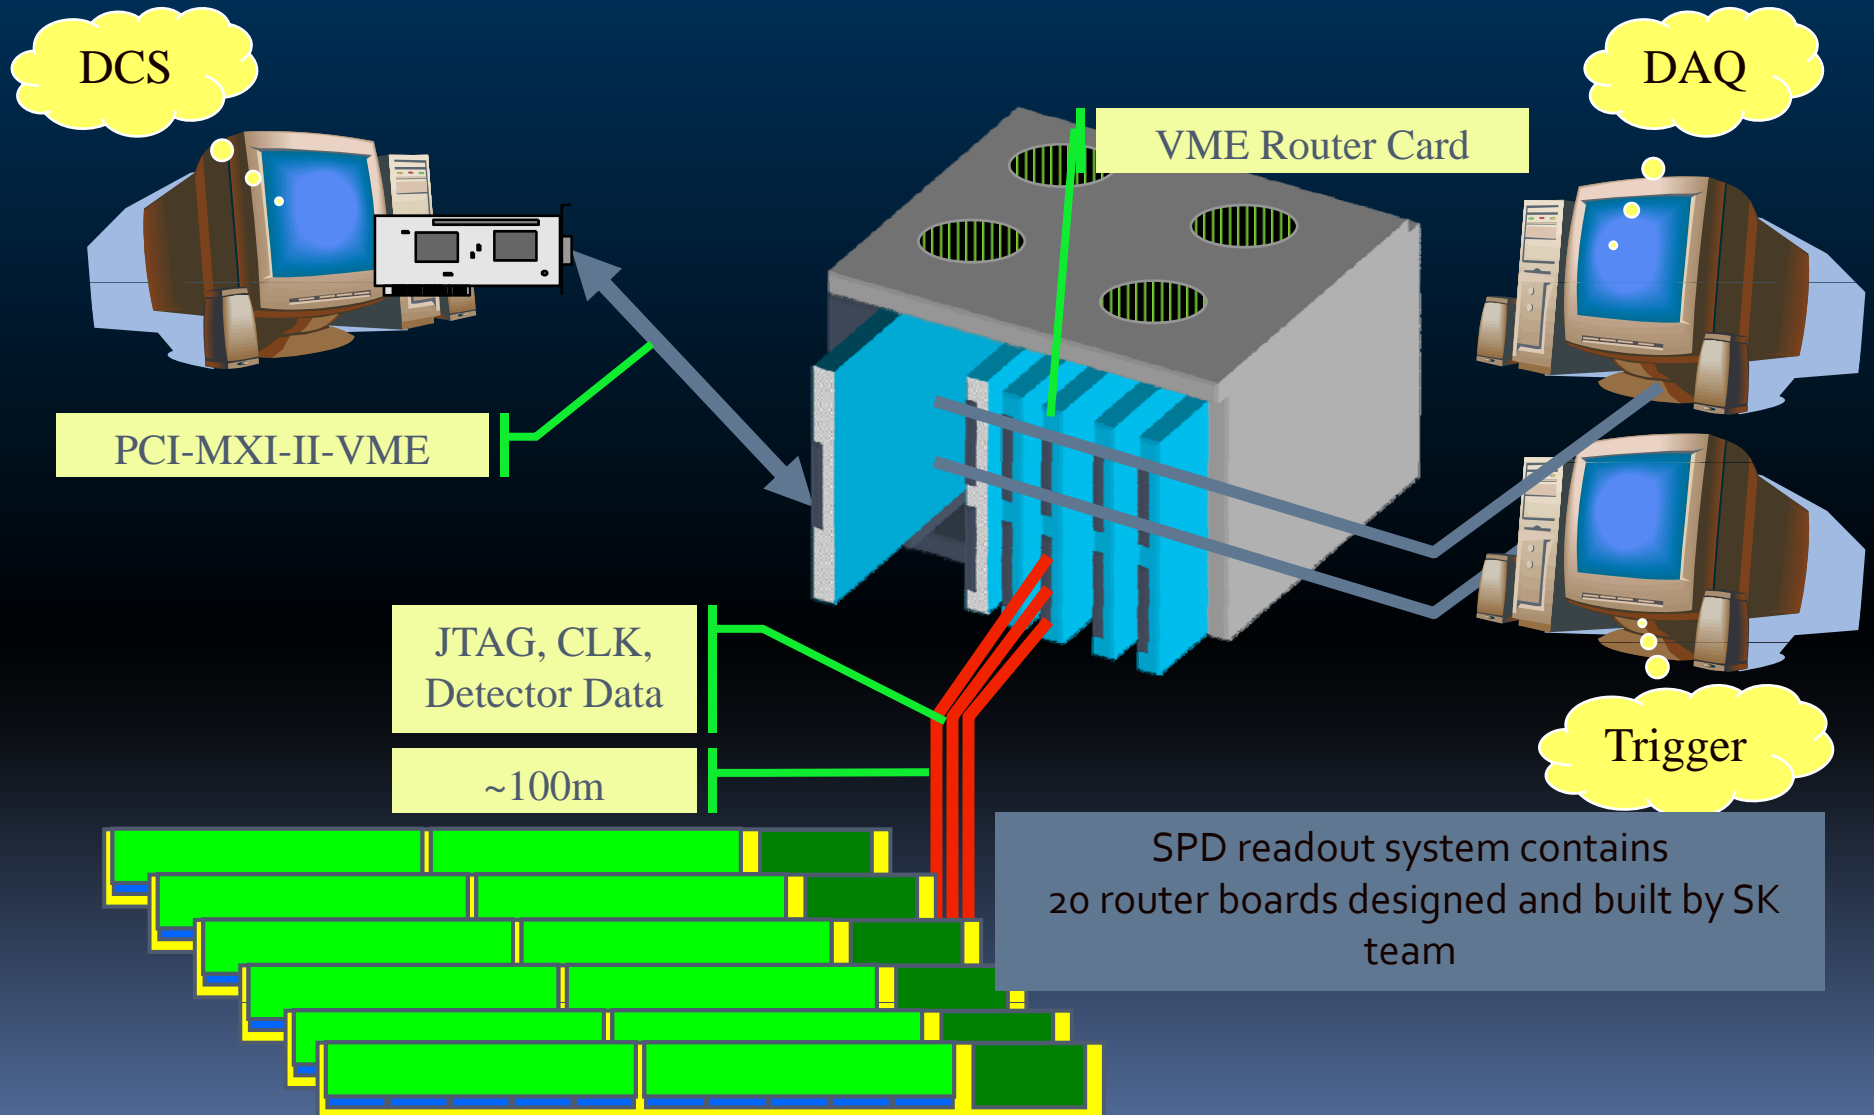 DCS
DAQ
VME Router Card
PCI-MXI-II-VME
JTAG, CLK,
Detector Data
~100m
Trigger
SPD readout system contains
20 router boards designed and built by SK
team